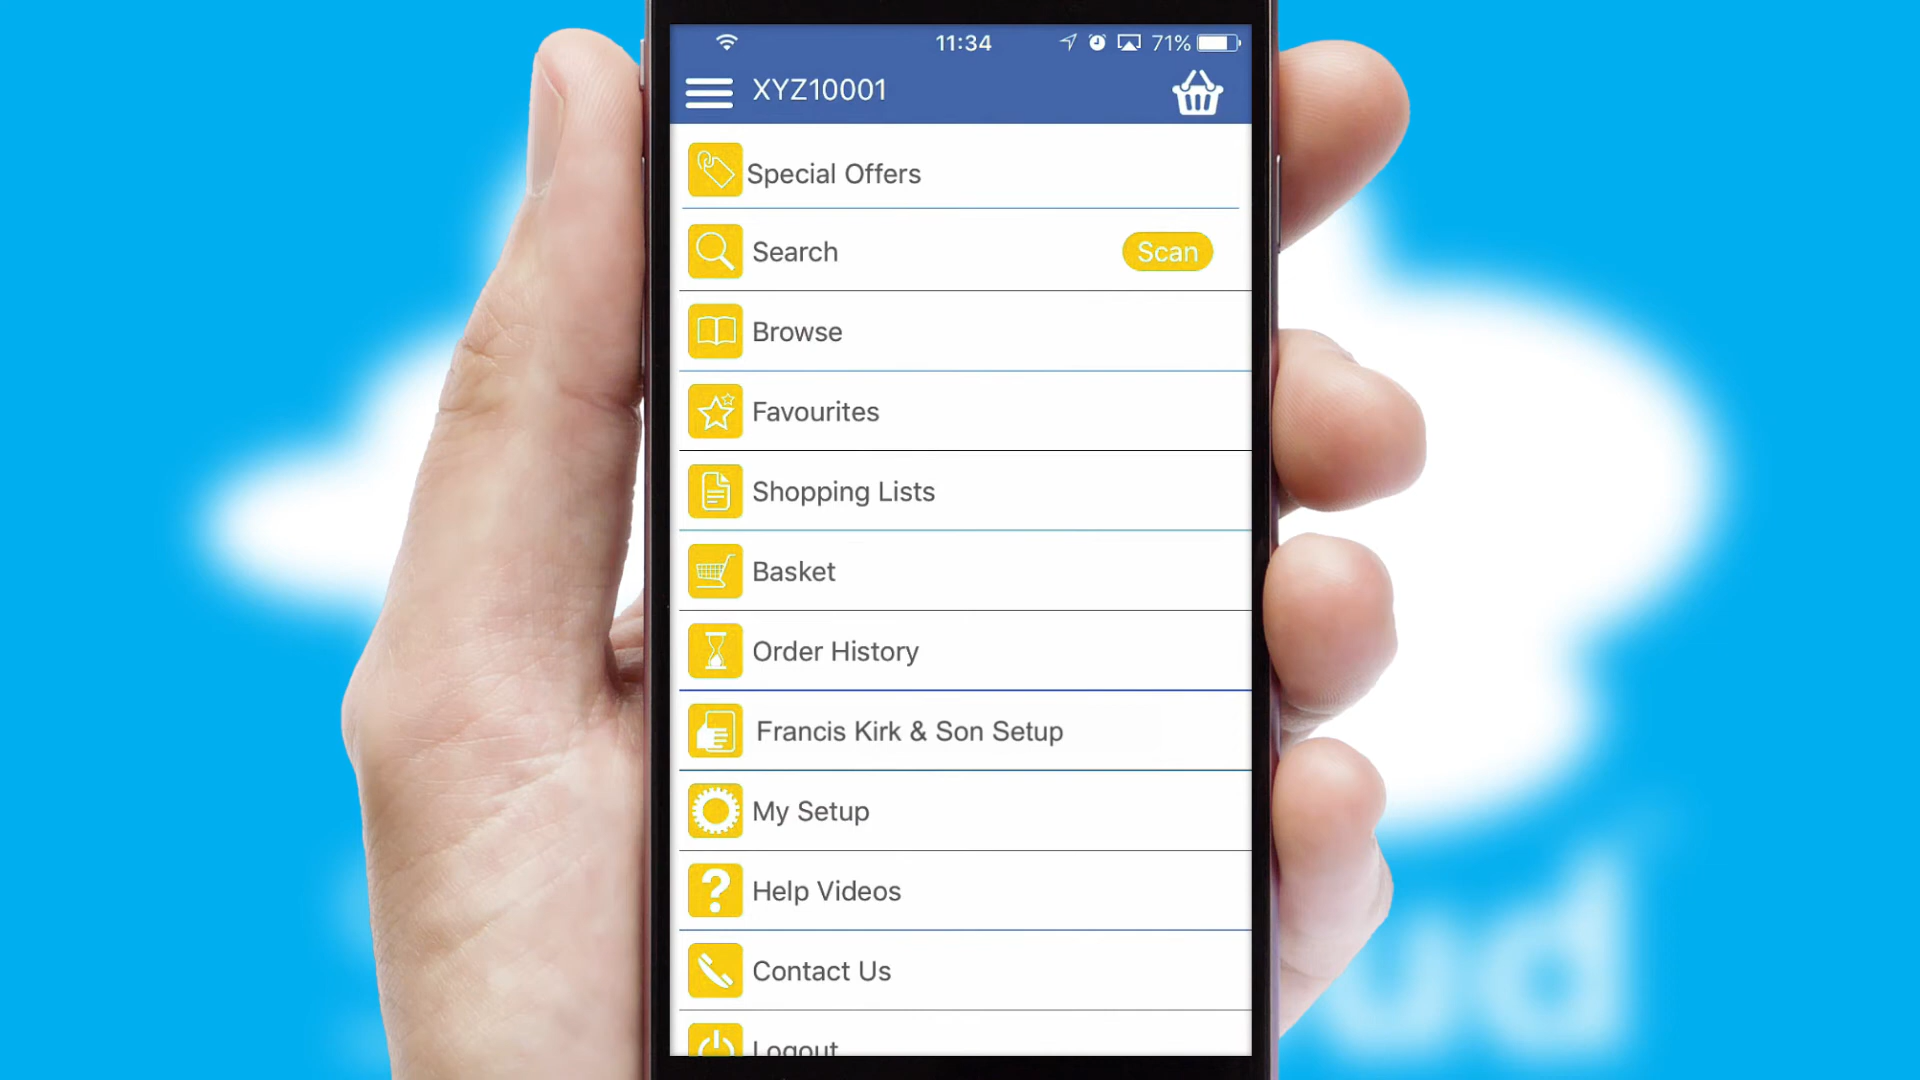 11:34
71%
XYZ10001
Special Offers
Search
Scan
Browse
Favourites
Shopping Lists
Basket
Order History
Francis Kirk & Son Setup
My Setup
Help Videos
Contact Us
Logout